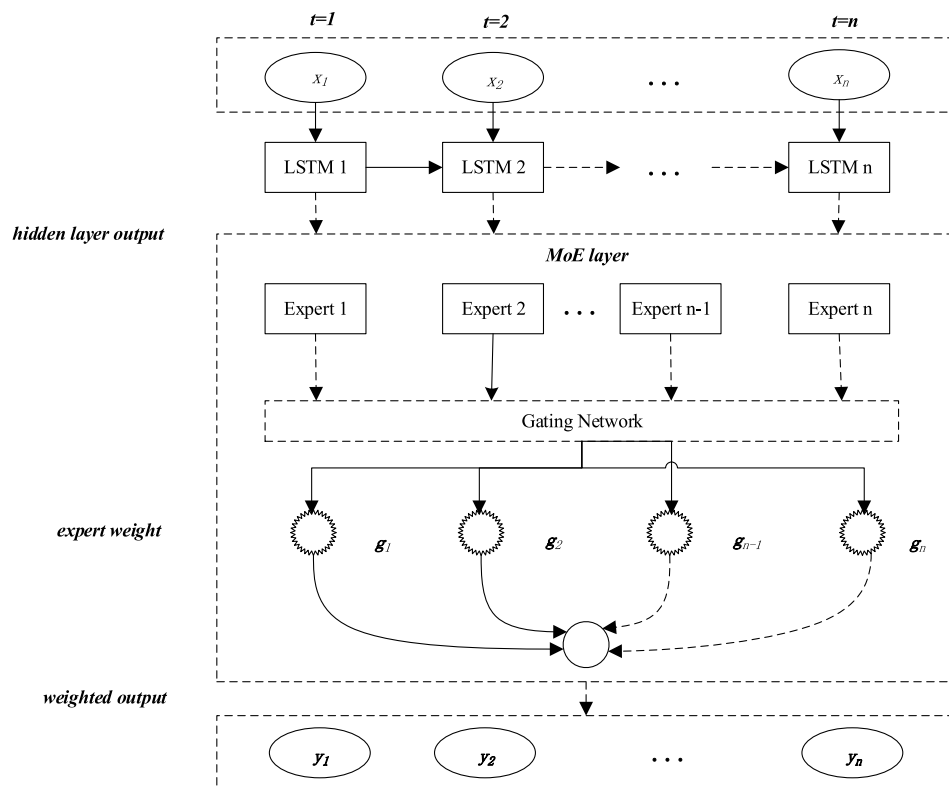 t=1 t=2 t=n
x1 x2 ... xn
LSTM 1 LSTM 2 ... LSTM n
hidden layer output
MoE layer
Expert 1 Expert 2 ... Expert n-1 Expert n
Gating Network
expert weight g1 g2 gn-1 gn
weighted output
y1 y2 ... yn